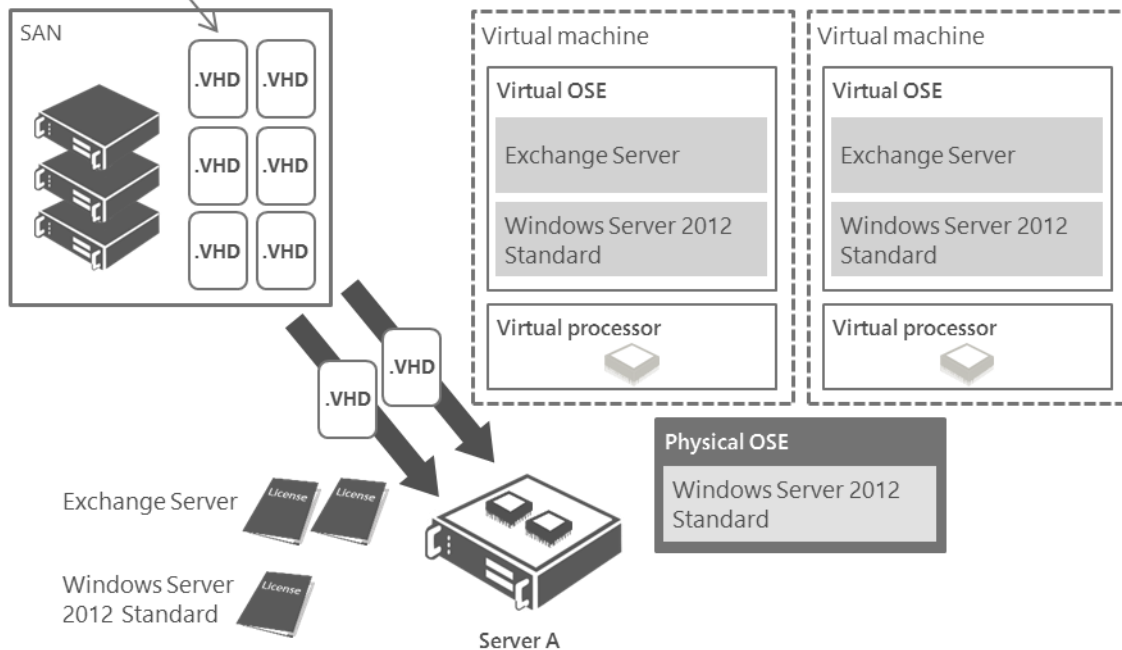 SAN
.VHD
.VHD
.VHD
.VHD
.VHD
.VHD
.VHD
.VHD
Virtual machine
Virtual OSE
Exchange Server
Windows Server 2012
Standard
Virtual processor
Virtual machine
Virtual OSE
Exchange Server
Windows Server 2012
Standard
Virtual processor
Physical OSE
Windows Server 2012
Standard
Exchange Server
License
License
Windows Server
2012 Standard
License
Server A